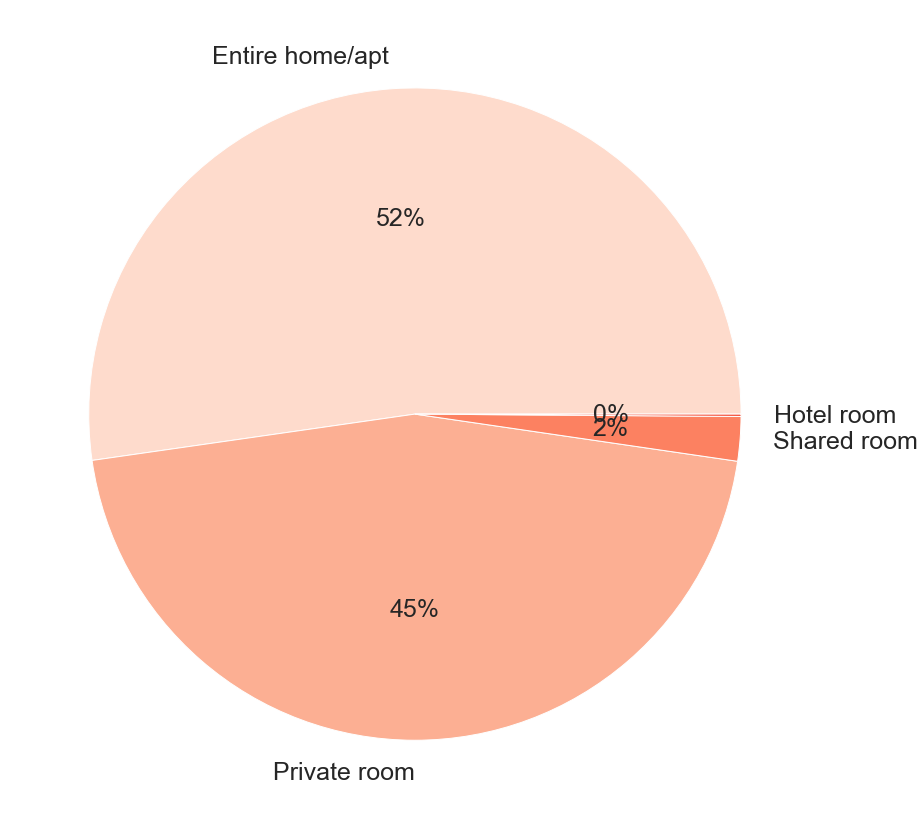 Entire home/apt
52%
0%
Hotel room
2%
Shared room
45%
Private room